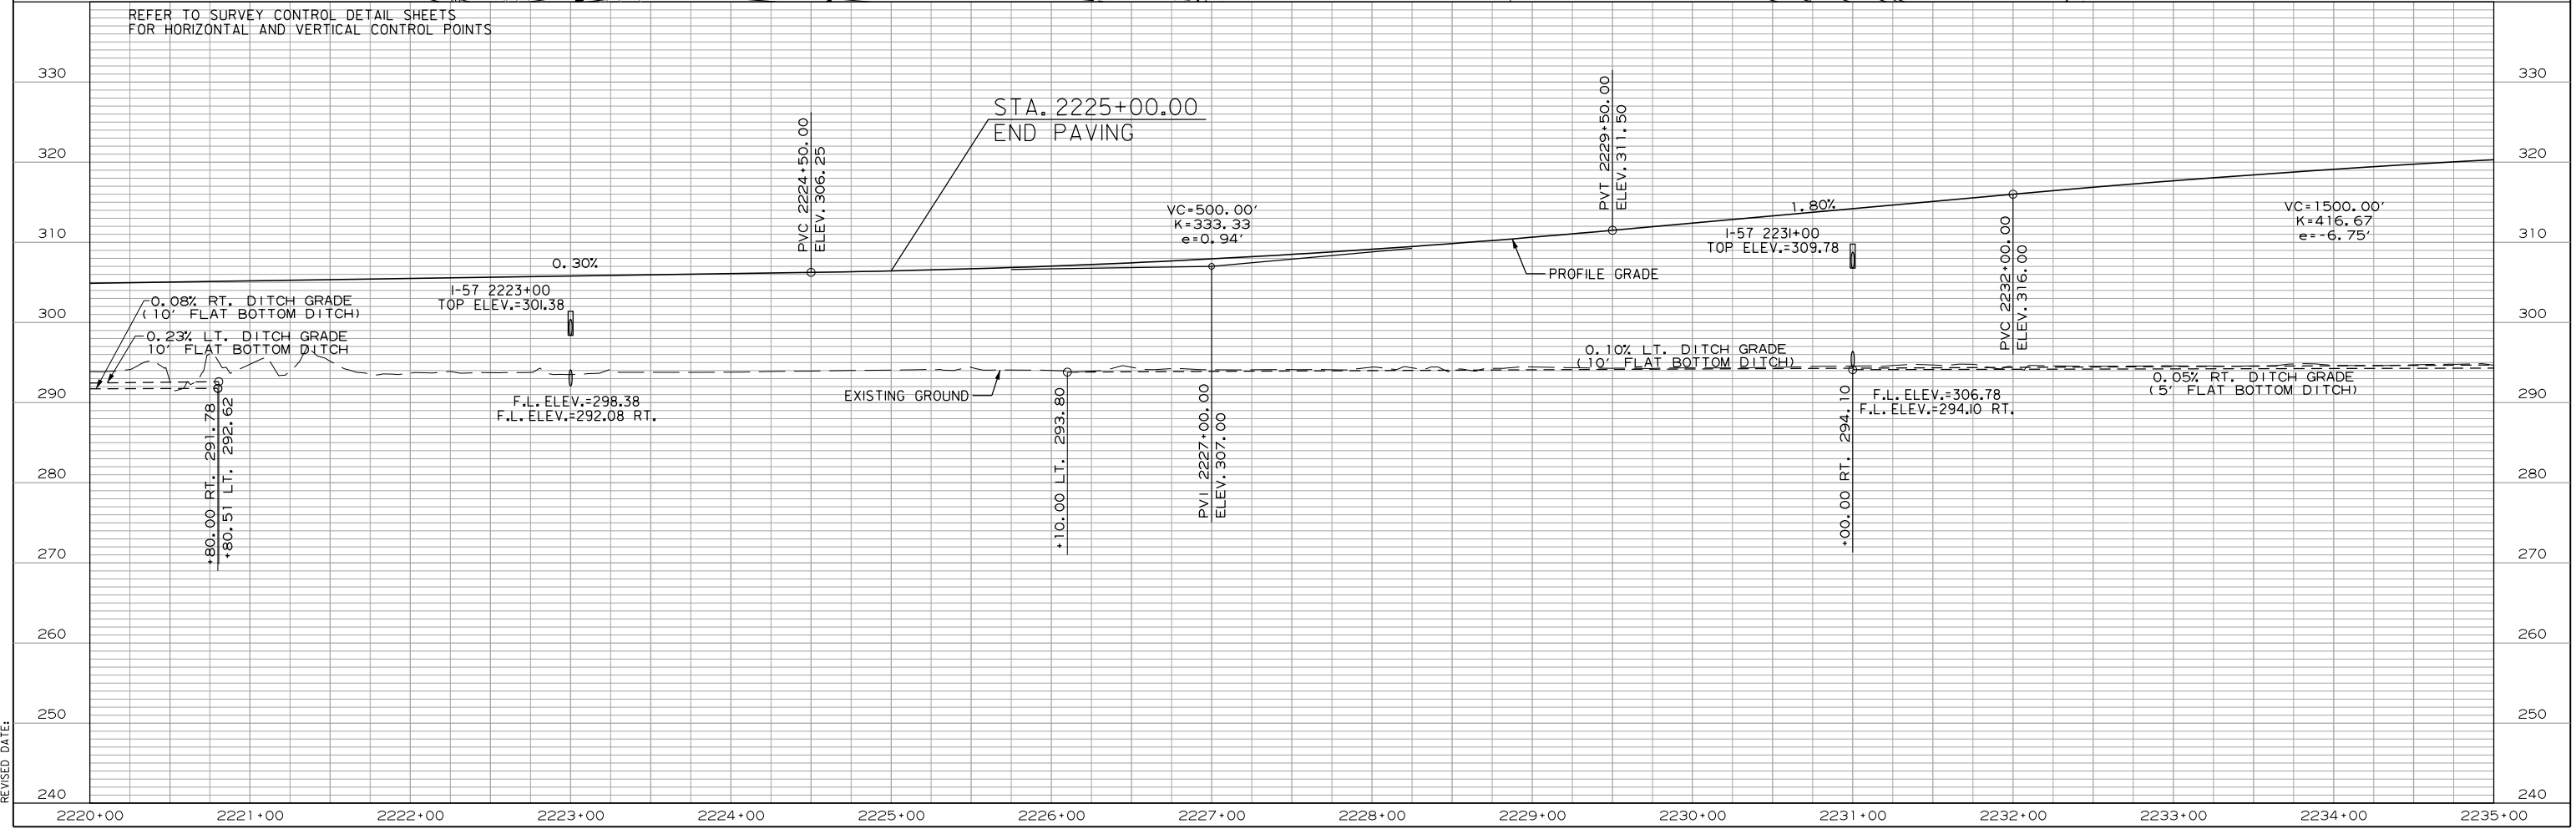 REFER TO SURVEY CONTROL DETAIL SHEETS
FOR HORIZONTAL AND VERTICAL CONTROL POINTS
330
330
STA. 2225+00.00
END PAVING
PVC 2224+50.00
ELEV. 306.25
PVT 2229+50.00
ELEV. 311.50
320
320
VC=500.00'
K=333.33
e=0.94'
1.80%
VC=1500.00'
K=416.67
e=-6.75'
310
310
I-57 2231+00
TOP ELEV.=309.78
0.30%
PROFILE GRADE
I-57 2223+00
TOP ELEV.=301.38
PVC 2232+00.00
ELEV. 316.00
0.08% RT. DITCH GRADE
(10' FLAT BOTTOM DITCH)
300
300
0.23% LT. DITCH GRADE
10' FLAT BOTTOM DITCH
0.10% LT. DITCH GRADE
(10' FLAT BOTTOM DITCH)
0.05% RT. DITCH GRADE
(5' FLAT BOTTOM DITCH)
EXISTING GROUND
290
290
F.L. ELEV.=298.38
F.L. ELEV.=292.08 RT.
F.L. ELEV.=306.78
F.L. ELEV.=294.10 RT.
+80.00 RT. 291.78
+80.51 LT. 292.62
+10.00 LT. 293.80
PVI 2227+00.00
ELEV. 307.00
+00.00 RT. 294.10
280
280
270
270
260
260
250
250
240
240
REVISED DATE:
2220+00 2221+00 2222+00 2223+00 2224+00 2225+00 2226+00 2227+00 2228+00 2229+00 2230+00 2231+00 2232+00 2233+00 2234+00 2235+00